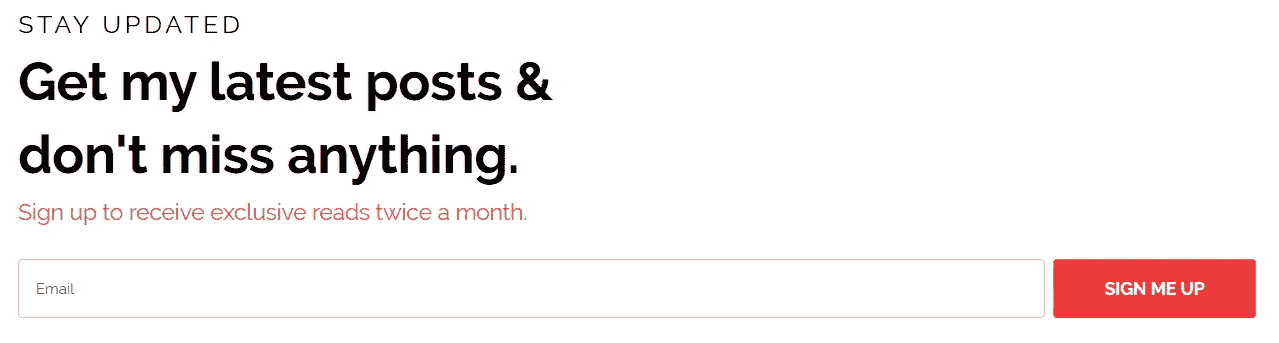 STAY UPDATED
Get my latest posts &
don't miss anything.
Sign up to receive exclusive reads twice a month.
Email
SIGN ME UP